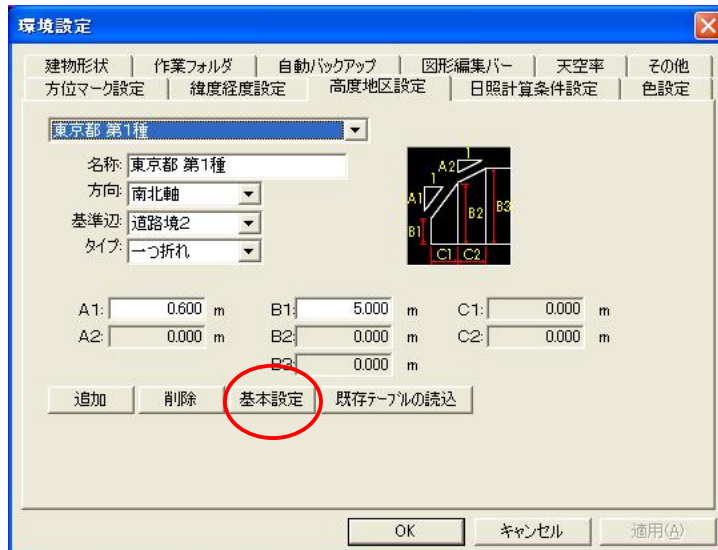 環境設定
建物形状 作業フォルダ 自動バックアップ 図形編集バー 天空率 その他
方位マーク設定 緯度経度設定 高度地区設定 日照計算条件設定 色設定
東京都 第1種
名称: 東京都 第1種
方向: 南北軸
基準辺: 道路境2
タイプ: 一つ折れ
1
A2
1
A1
B1 B2 B3
C1 C2
A1: 0.600 m B1: 5.000 m C1: 0.000 m
A2: 0.000 m B2: 0.000 m C2: 0.000 m
B3: 0.000 m
追加 削除 基本設定 既存テーブルの読込
OK キャンセル 適用(A)